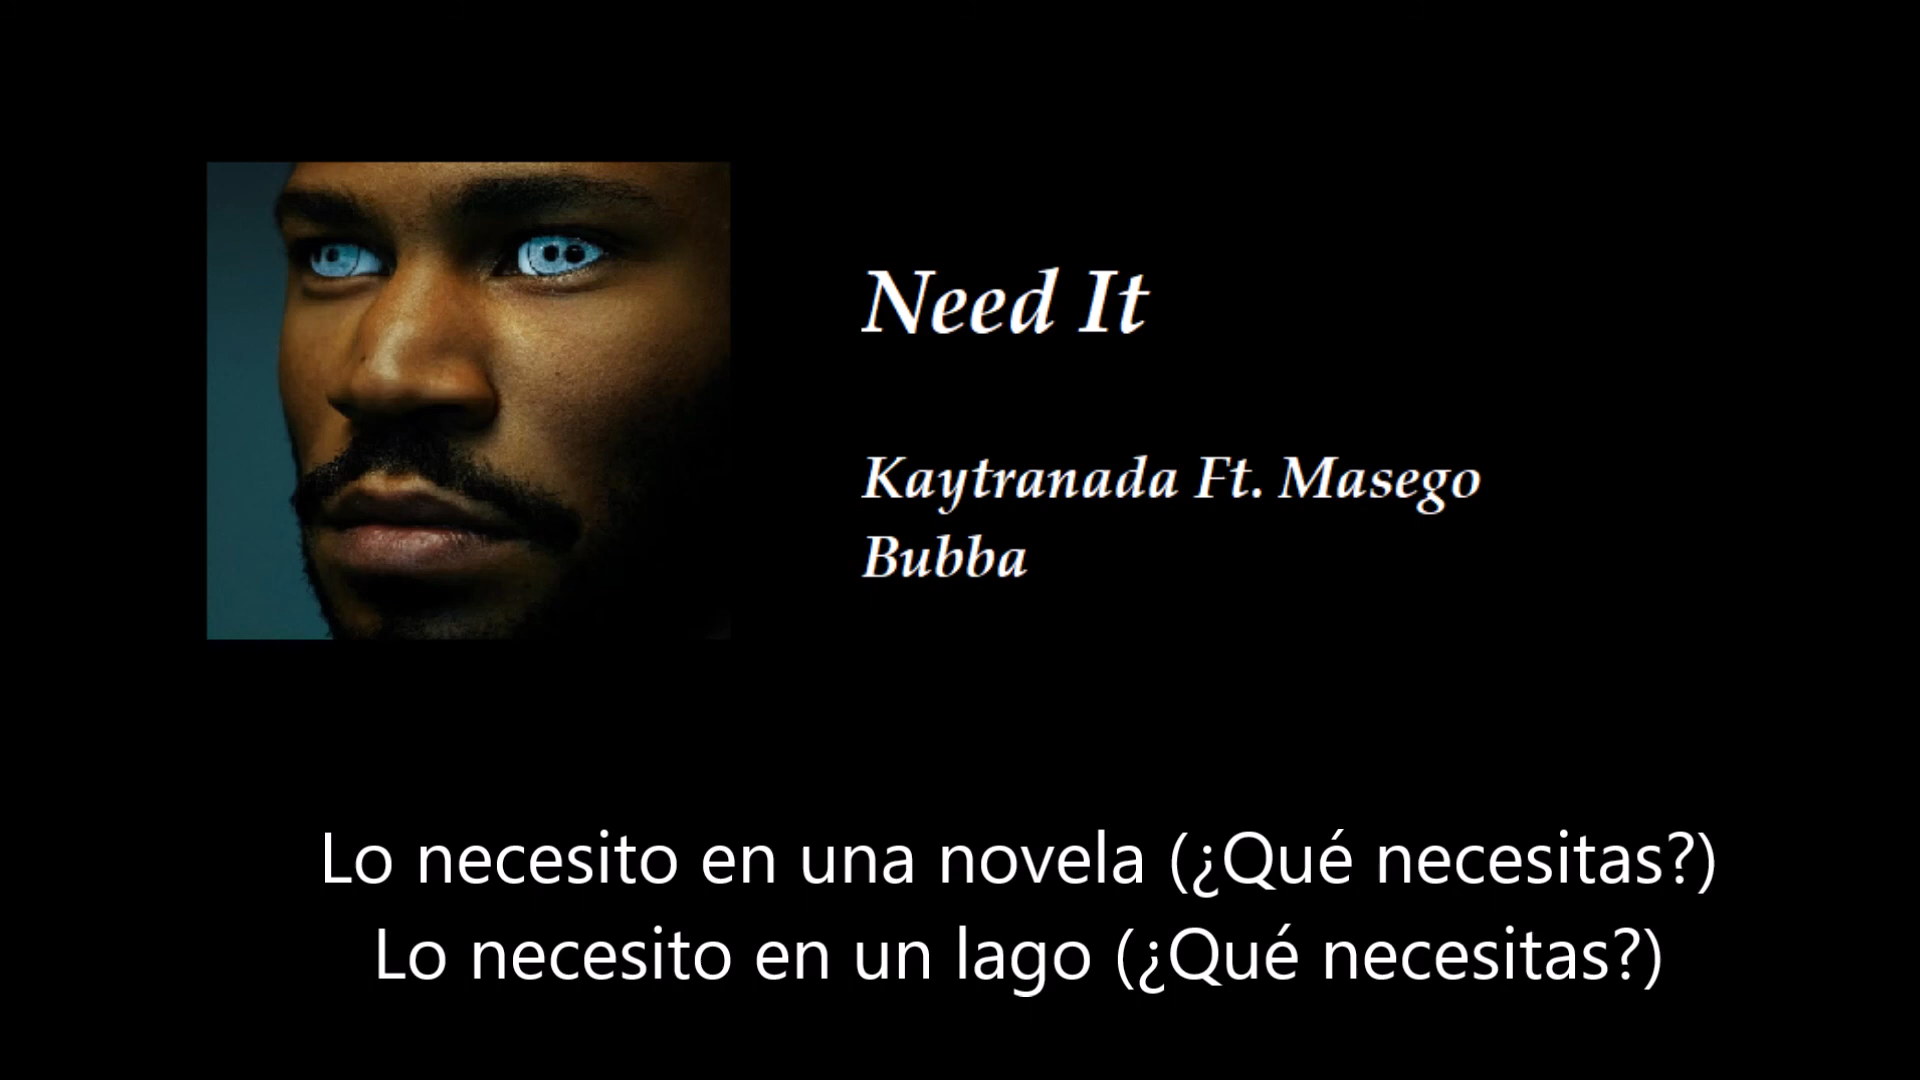 Need It
Kaytranada Ft. Masego
Bubba
Lo necesito en una novela (¿Qué necesitas?)
Lo necesito en un lago (¿Qué necesitas?)